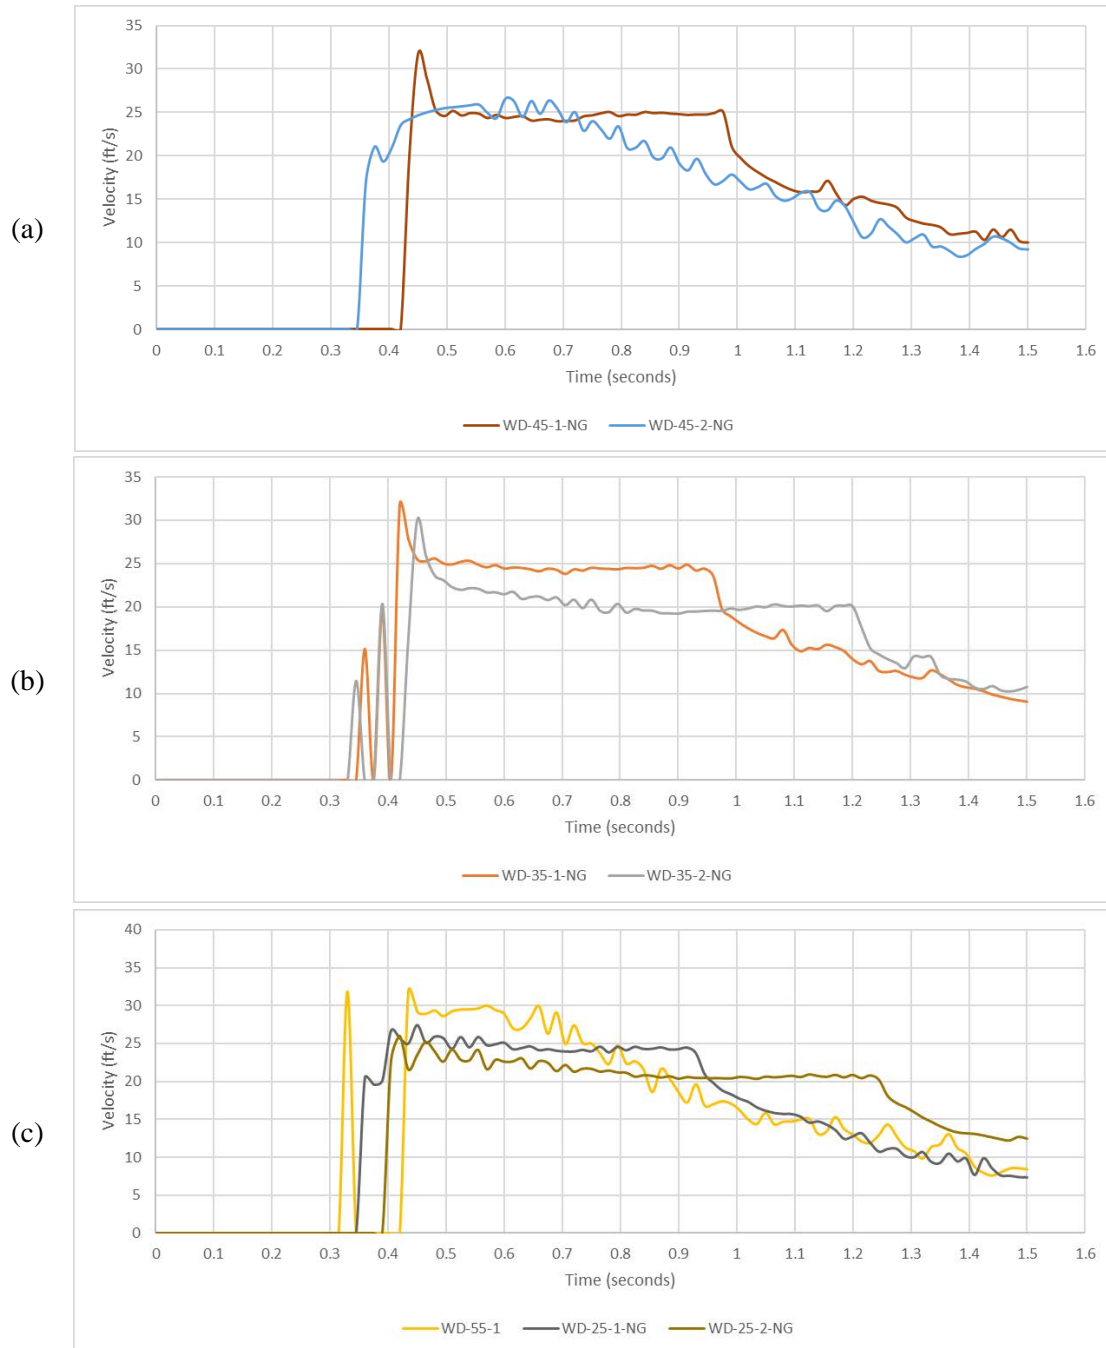 (a)
Velocity (ft/s)
35
30
25
20
15
10
5
0
0 0.1 0.2 0.3 0.4 0.5 0.6 0.7 0.8 0.9 1 1.1 1.2 1.3 1.4 1.5 1.6
Time (seconds)
WD-45-1-NG WD-45-2-NG
(b)
Velocity (ft/s)
35
30
25
20
15
10
5
0
0 0.1 0.2 0.3 0.4 0.5 0.6 0.7 0.8 0.9 1 1.1 1.2 1.3 1.4 1.5 1.6
Time (seconds)
WD-35-1-NG WD-35-2-NG
(c)
Velocity (ft/s)
40
35
30
25
20
15
10
5
0
0 0.1 0.2 0.3 0.4 0.5 0.6 0.7 0.8 0.9 1 1.1 1.2 1.3 1.4 1.5 1.6
Time (seconds)
WD-55-1 WD-25-1-NG WD-25-2-NG